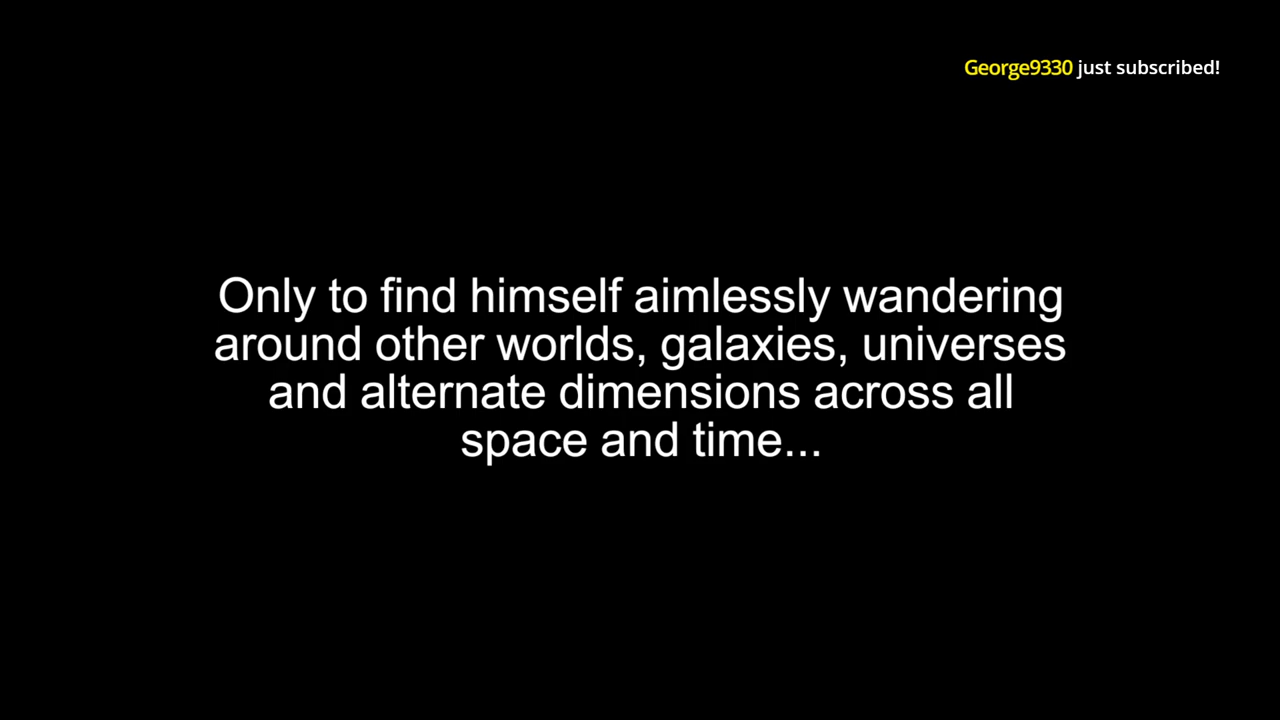 George9330 just subscribed!
Only to find himself aimlessly wandering
around other worlds, galaxies, universes
and alternate dimensions across all
space and time...